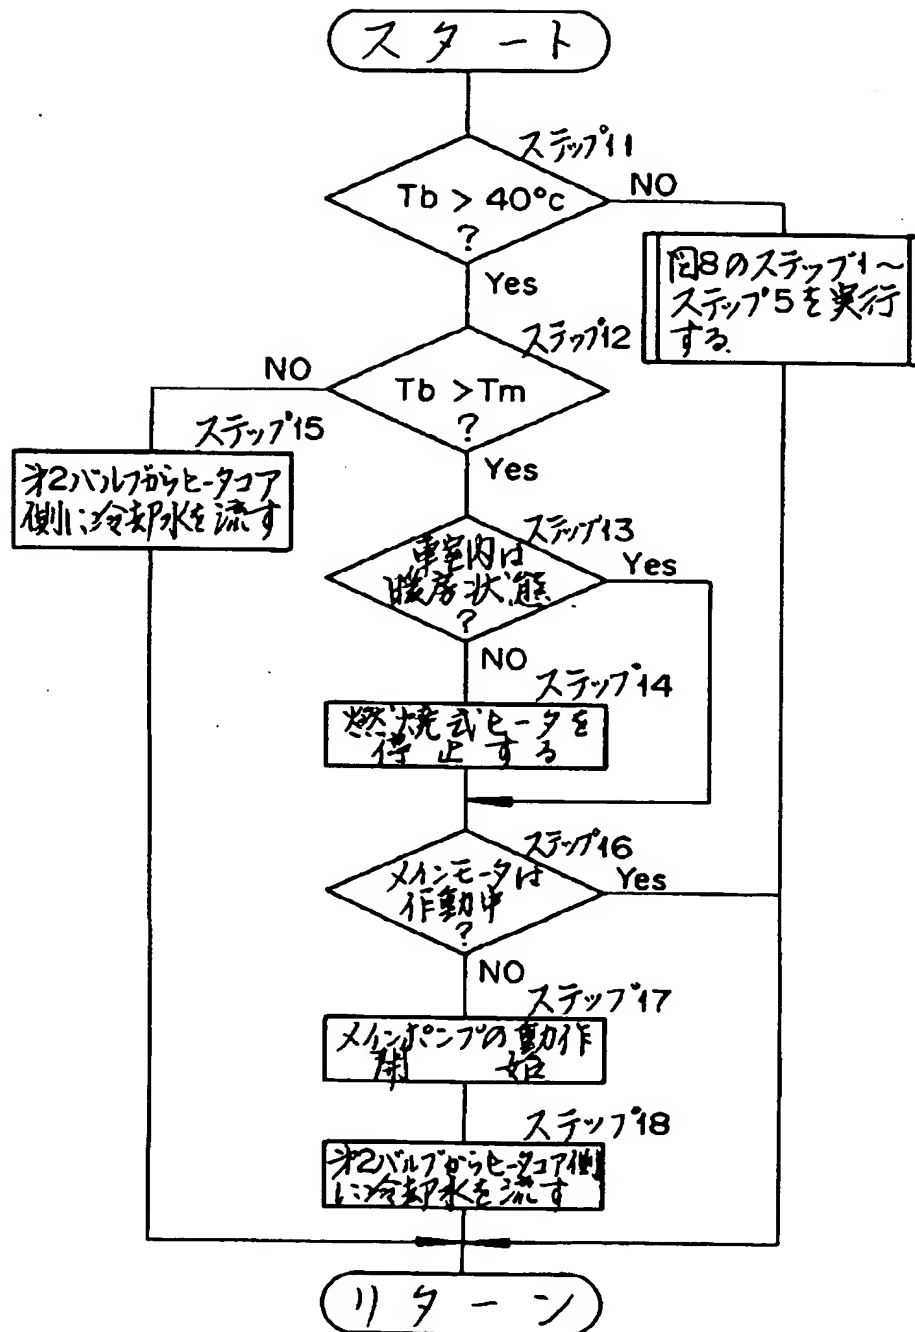 スタート
ステップ11
Tb > 40°c
?
NO
Yes
図8のステップ1〜
ステップ5を実行
する.
ステップ12
Tb > Tm
?
NO
Yes
ステップ15
第2バルブからヒータコア
側に冷却水を流す
ステップ13
車室内は
暖房状態
?
Yes
NO
ステップ14
燃焼式ヒータを
停止する
ステップ16
メインモータは
作動中
?
Yes
NO
ステップ17
メインポンプの動作
開始
ステップ18
第2バルブからヒータコア側
に冷却水を流す
リターン